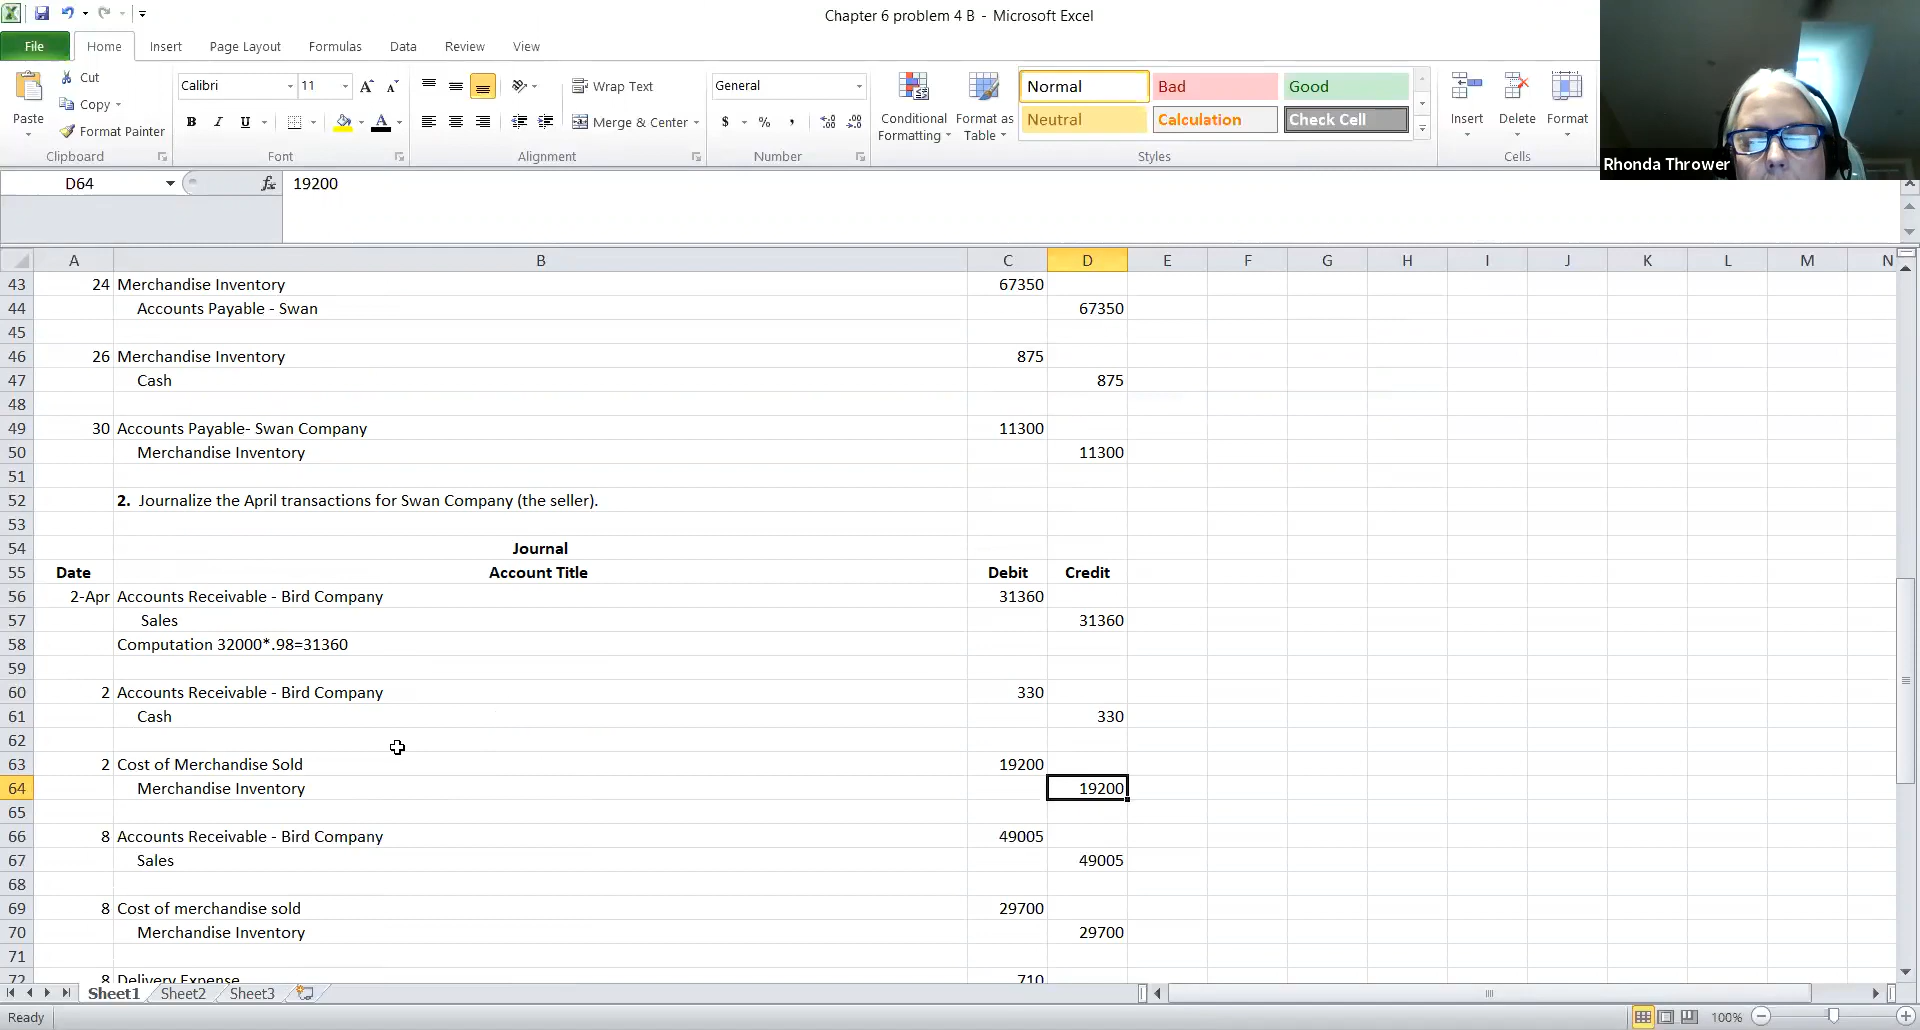 Chapter 6 problem 4 B - Microsoft Excel
File Home Insert Page Layout Formulas Data Review View
Paste
Cut
Copy
Format Painter
Clipboard
Calibri 11
B I U
Font
Wrap Text
Merge & Center
Alignment
General
$ % ,
Number
Conditional Formatting
Format as Table
Normal Bad Good
Neutral Calculation Check Cell
Styles
Insert Delete Format
Cells
Rhonda Thrower
D64 fx 19200
A B C D E F G H I J K L M N
43 24 Merchandise Inventory 67350
44 Accounts Payable - Swan 67350
45
46 26 Merchandise Inventory 875
47 Cash 875
48
49 30 Accounts Payable- Swan Company 11300
50 Merchandise Inventory 11300
51
52 2. Journalize the April transactions for Swan Company (the seller).
53
54 Journal
55 Date Account Title Debit Credit
56 2-Apr Accounts Receivable - Bird Company 31360
57 Sales 31360
58 Computation 32000*.98=31360
59
60 2 Accounts Receivable - Bird Company 330
61 Cash 330
62
63 2 Cost of Merchandise Sold 19200
64 Merchandise Inventory 19200
65
66 8 Accounts Receivable - Bird Company 49005
67 Sales 49005
68
69 8 Cost of merchandise sold 29700
70 Merchandise Inventory 29700
71
72 8 Delivery Expense 710
Sheet1 Sheet2 Sheet3
Ready 100%